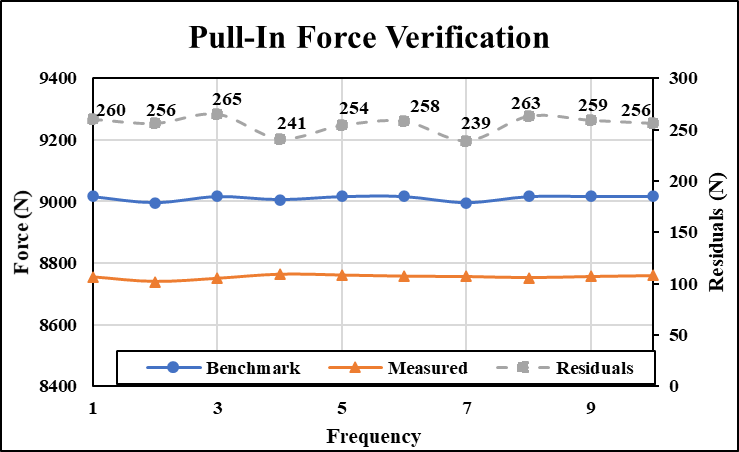 Pull-In Force Verification
9400
9200
9000
8800
8600
8400
Force (N)
260 256 265 241 254 258 239 263 259 256
300
250
200
150
100
50
0
Residuals (N)
Benchmark Measured Residuals
1 3 5 7 9
Frequency